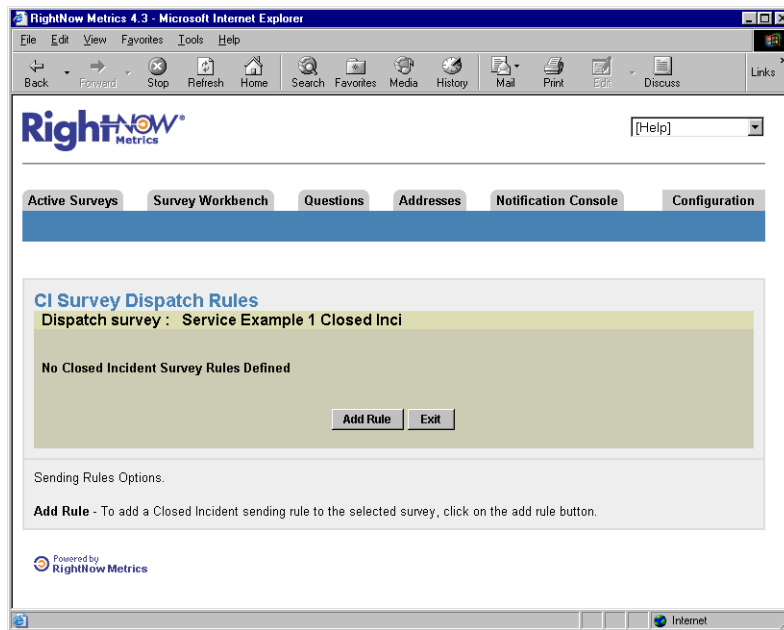 RightNow Metrics 4.3 - Microsoft Internet Explorer
File Edit View Favorites Tools Help
Back Forward Stop Refresh Home Search Favorites Media History Mail Print Edit Discuss Links »
RightNOW®
Metrics
[Help]
Active Surveys Survey Workbench Questions Addresses Notification Console Configuration
CI Survey Dispatch Rules
Dispatch survey : Service Example 1 Closed Inci
No Closed Incident Survey Rules Defined
Add Rule Exit
Sending Rules Options.
Add Rule - To add a Closed Incident sending rule to the selected survey, click on the add rule button.
Powered by
RightNow Metrics
Internet